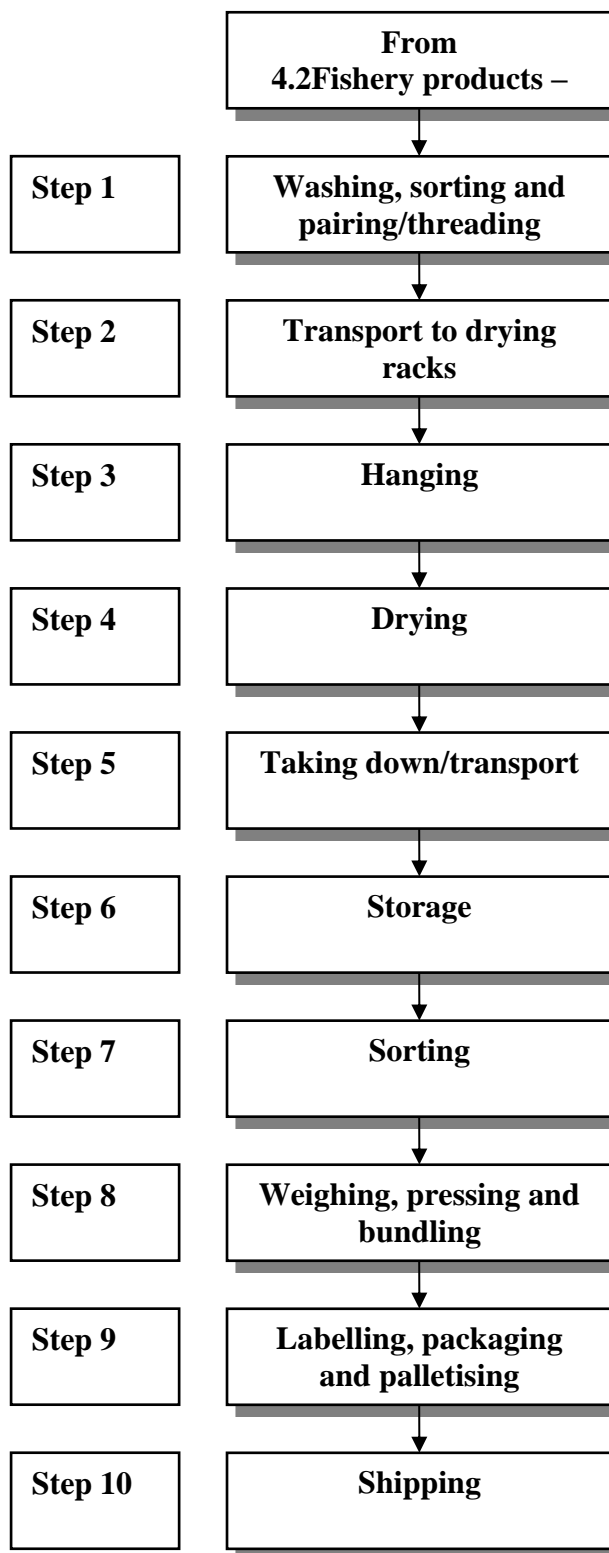 From
4.2Fishery products –
Step 1
Washing, sorting and
pairing/threading
Step 2
Transport to drying
racks
Step 3
Hanging
Step 4
Drying
Step 5
Taking down/transport
Step 6
Storage
Step 7
Sorting
Step 8
Weighing, pressing and
bundling
Step 9
Labelling, packaging
and palletising
Step 10
Shipping